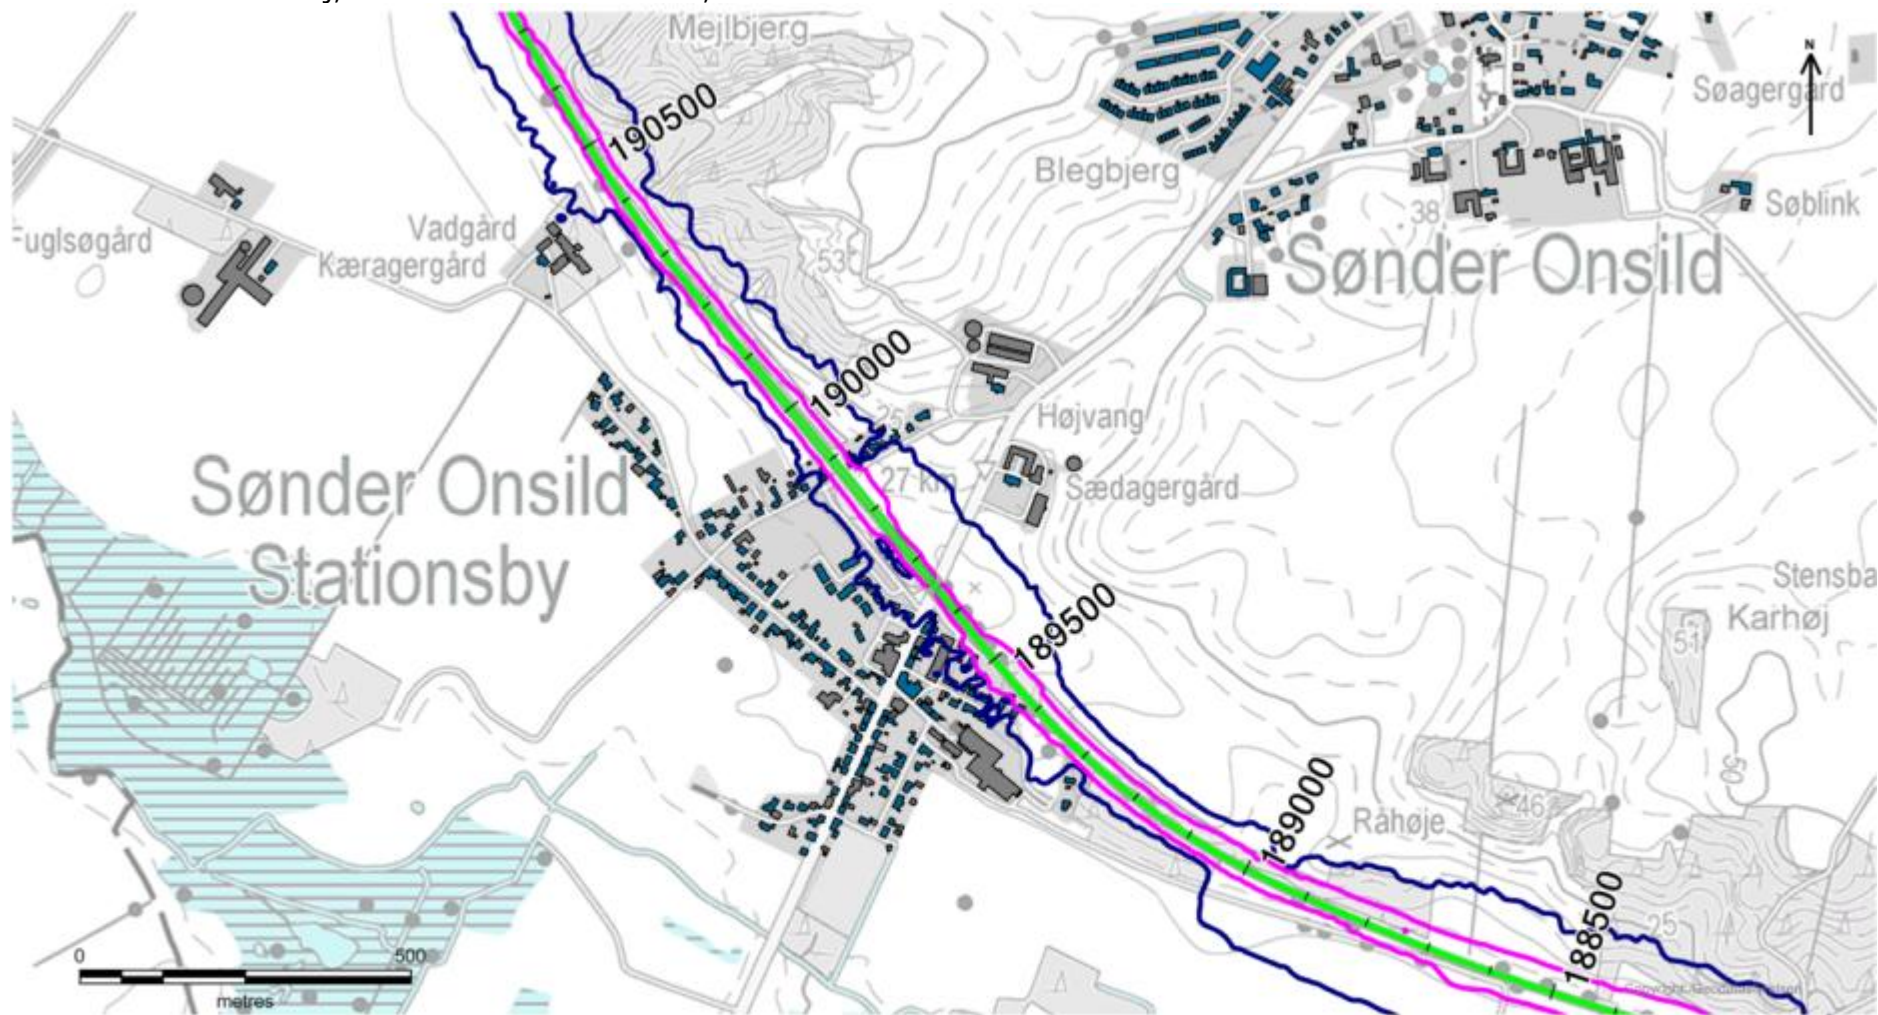 Mejlbjerg
N
Søagergård
190500
Blegbjerg
Søblink
Vadgård
38
Fuglsøgård
Kæragergård
53
Sønder Onsild
190000
25
Højvang
Sønder Onsild
Stationsby
27 km
Sædagergård
Stensba
Karhøj
189500
51
50
189000
46
Råhøje
188500
25
0
500
metres